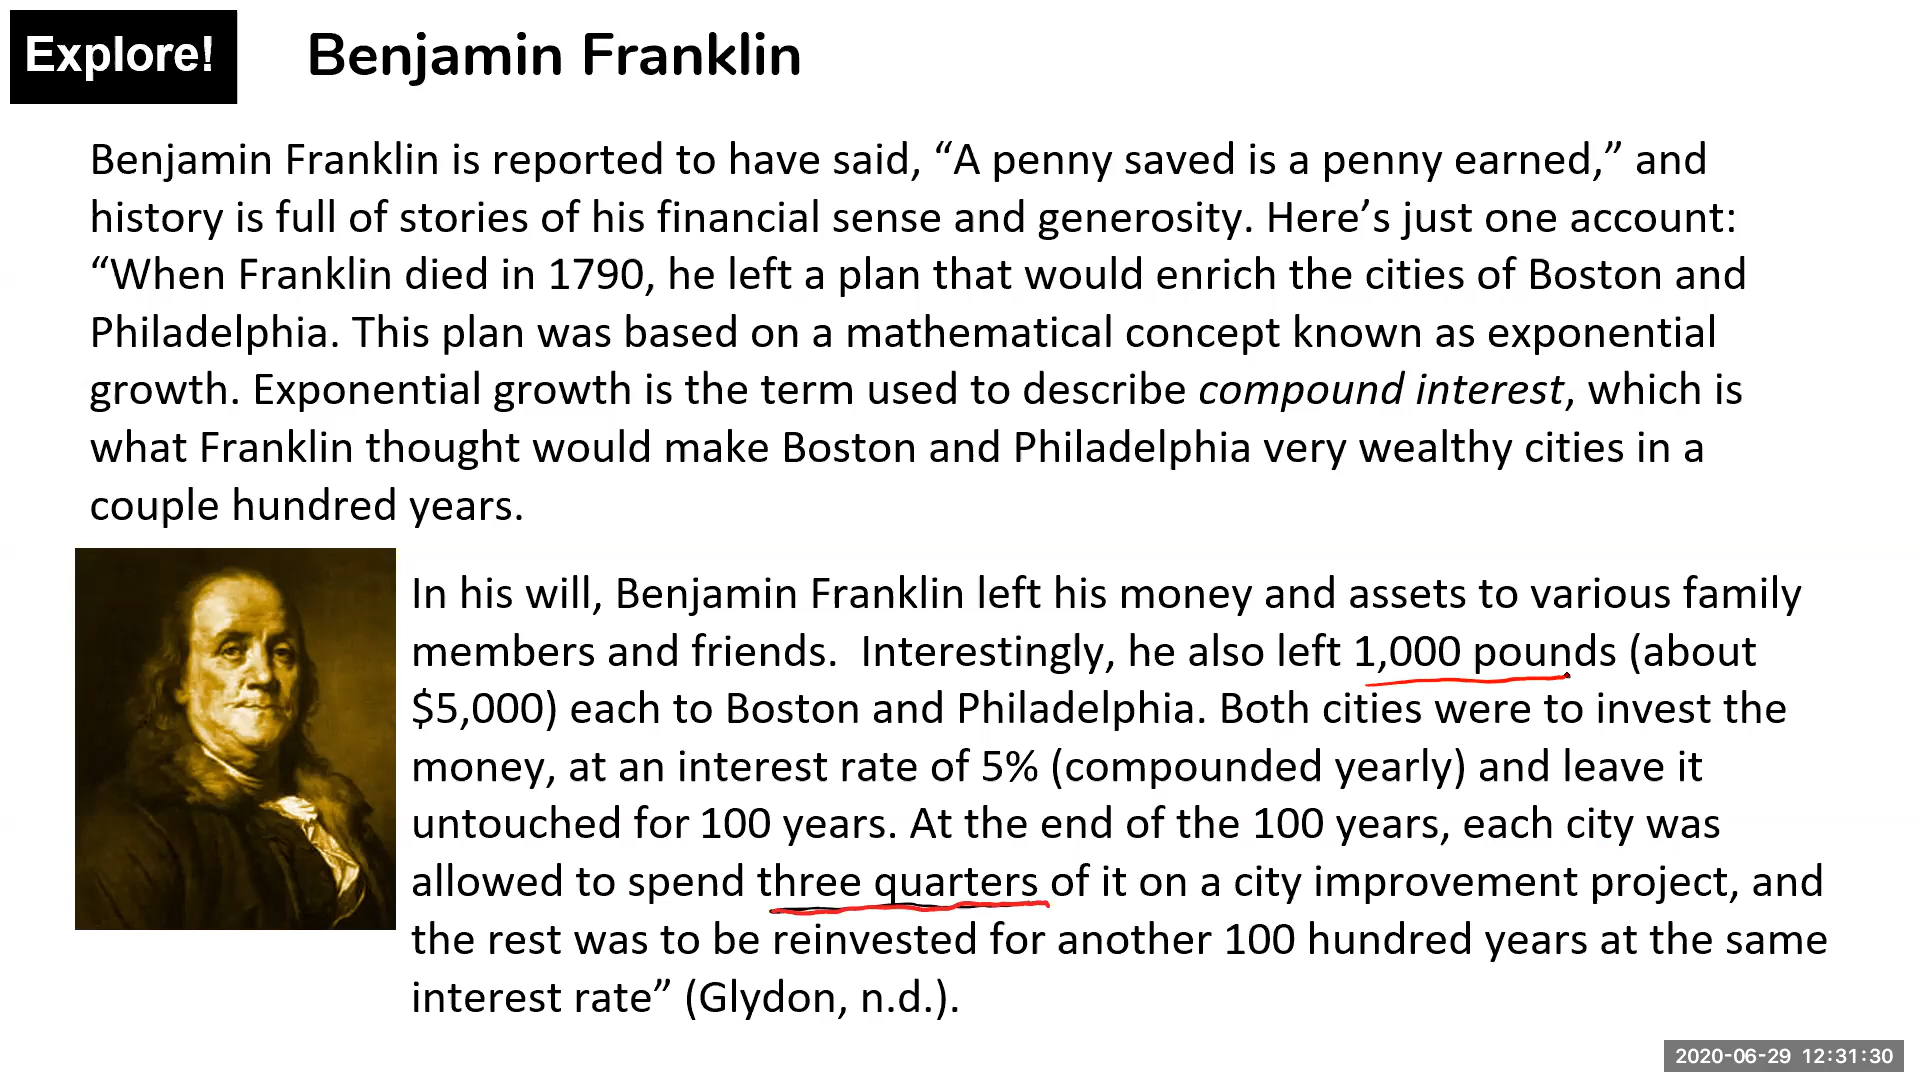 Explore!
Benjamin Franklin
Benjamin Franklin is reported to have said, “A penny saved is a penny earned,” and
history is full of stories of his financial sense and generosity. Here’s just one account:
“When Franklin died in 1790, he left a plan that would enrich the cities of Boston and
Philadelphia. This plan was based on a mathematical concept known as exponential
growth. Exponential growth is the term used to describe compound interest, which is
what Franklin thought would make Boston and Philadelphia very wealthy cities in a
couple hundred years.
In his will, Benjamin Franklin left his money and assets to various family
members and friends.  Interestingly, he also left 1,000 pounds (about
$5,000) each to Boston and Philadelphia. Both cities were to invest the
money, at an interest rate of 5% (compounded yearly) and leave it
untouched for 100 years. At the end of the 100 years, each city was
allowed to spend three quarters of it on a city improvement project, and
the rest was to be reinvested for another 100 hundred years at the same
interest rate” (Glydon, n.d.).
2020-06-29 12:31:30